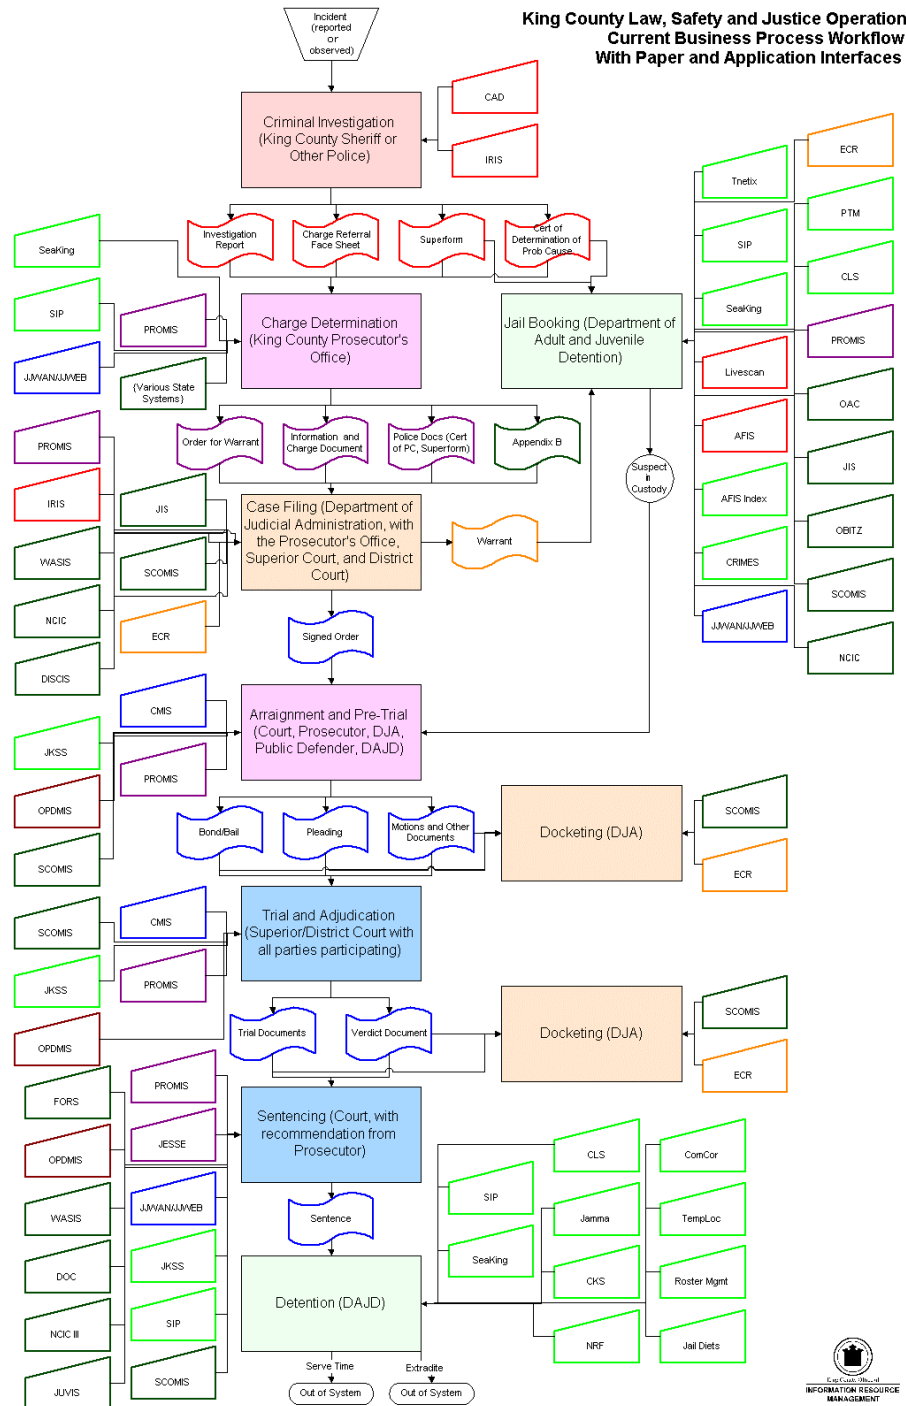 King County Law, Safety and Justice Operation
Current Business Process Workflow
With Paper and Application Interfaces
Incident
(reported
or
observed)
Criminal Investigation
(King County Sheriff or
Other Police)
CAD
IRIS
Investigation
Report
Charge Referral
Face Sheet
Superform
Cert of
Determination of
Prob Cause
SeaKing
SIP
PROMIS
JJWAN/JJWEB
{Various State
Systems}
Charge Determination
(King County Prosecutor's
Office)
Jail Booking (Department of
Adult and Juvenile
Detention)
Tnetix
ECR
SIP
PTM
SeaKing
CLS
Livescan
PROMIS
AFIS
OAC
AFIS Index
JIS
CRIMES
OBITZ
JJWAN/JJWEB
SCOMIS
NCIC
Order for Warrant
Information and
Charge Document
Police Docs (Cert
of PC, Superform)
Appendix B
Suspect
in
Custody
PROMIS
IRIS
JIS
WASIS
SCOMIS
NCIC
ECR
DISCIS
Case Filing (Department of
Judicial Administration, with
the Prosecutor's Office,
Superior Court, and District
Court)
Warrant
Signed Order
CMIS
JKSS
PROMIS
OPDMIS
SCOMIS
Arraignment and Pre-Trial
(Court, Prosecutor, DJA,
Public Defender, DAJD)
Bond/Bail
Pleading
Motions and Other
Documents
Docketing (DJA)
SCOMIS
ECR
SCOMIS
CMIS
JKSS
PROMIS
OPDMIS
Trial and Adjudication
(Superior/District Court with
all parties participating)
Trial Documents
Verdict Document
Docketing (DJA)
SCOMIS
ECR
FORS
PROMIS
OPDMIS
JESSE
WASIS
JJWAN/JJWEB
DOC
JKSS
NCIC III
SIP
JUVIS
SCOMIS
Sentencing (Court, with
recommendation from
Prosecutor)
Sentence
Detention (DAJD)
CLS
ComCor
SIP
Jamma
TempLoc
SeaKing
CKS
Roster Mgmt
NRF
Jail Diets
Serve Time
Extradite
Out of System
Out of System
INFORMATION RESOURCE
MANAGEMENT